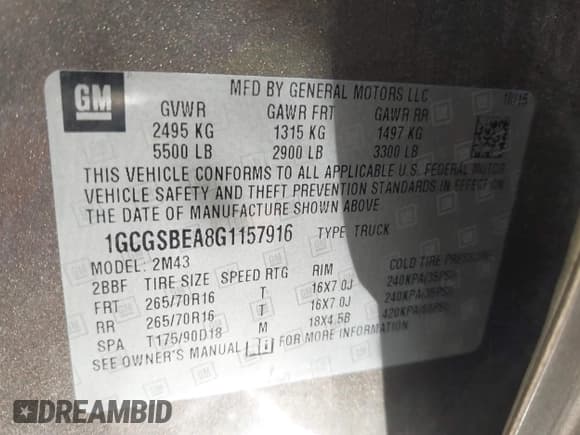 GM
MFD BY GENERAL MOTORS LLC 10/15
GVWR GAWR FRT GAWR RR
2495 KG 1315 KG 1497 KG
5500 LB 2900 LB 3300 LB
THIS VEHICLE CONFORMS TO ALL APPLICABLE U.S. FEDERAL MOTOR
VEHICLE SAFETY AND THEFT PREVENTION STANDARDS IN EFFECT ON
THE DATE OF MANUFACTURE SHOWN ABOVE
1GCGSBEA8G1157916 TYPE: TRUCK
MODEL: 2M43
2BBF TIRE SIZE SPEED RTG RIM COLD TIRE PRESSURE
FRT 265/70R16 T 16X7.0J 240KPA(35PSI)
RR 265/70R16 T 16X7.0J 240KPA(35PSI)
SPA T175/90D18 M 18X4.5B 420KPA(60PSI)
SEE OWNER'S MANUAL FOR MORE INFORMATION
DREAMBID